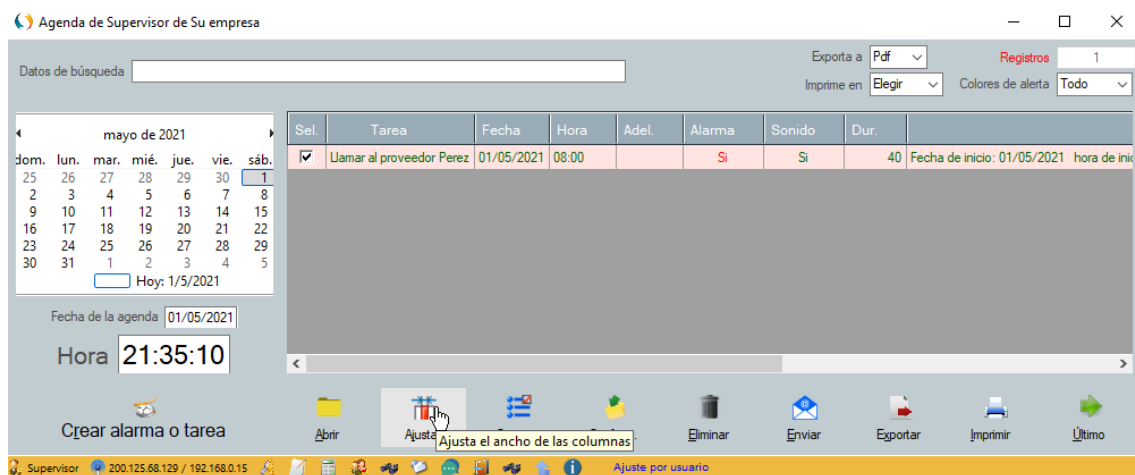 Agenda de Supervisor de Su empresa
Datos de búsqueda
Exporta a Pdf
Registros 1
Imprime en Elegir
Colores de alerta Todo
mayo de 2021
dom. lun. mar. mié. jue. vie. sáb.
25 26 27 28 29 30 1
2 3 4 5 6 7 8
9 10 11 12 13 14 15
16 17 18 19 20 21 22
23 24 25 26 27 28 29
30 31 1 2 3 4 5
Hoy: 1/5/2021
Fecha de la agenda 01/05/2021
Hora 21:35:10
Sel. Tarea Fecha Hora Adel. Alarma Sonido Dur.
Llamar al proveedor Perez 01/05/2021 08:00 Si Si 40 Fecha de inicio: 01/05/2021 hora de inic
Crear alarma o tarea
Abrir
Ajusta
Eliminar
Enviar
Exportar
Imprimir
Último
Ajusta el ancho de las columnas
Supervisor 200.125.68.129 / 192.168.0.15 Ajuste por usuario